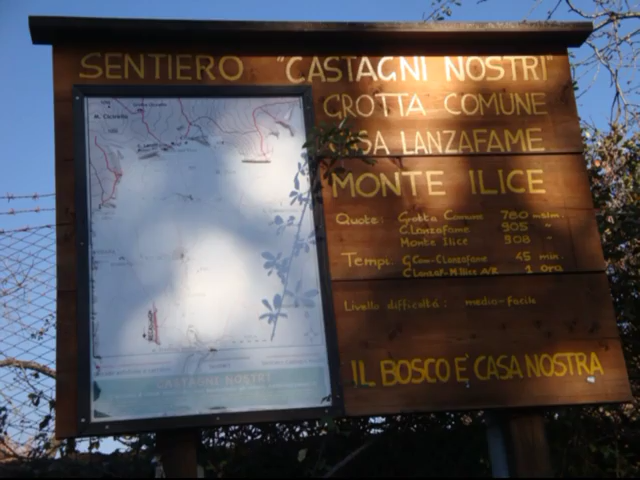 SENTIERO "CASTAGNI NOSTRI"
GROTTA COMUNE
CASA LANZAFAME
MONTE ILICE
Quote: Grotta Comune 780 mslm.
C.Lanzafame 905 "
Monte Ilice 908 "
Tempi: G.Com-C.Lanzafame 45 min.
C.Lanzaf-M.Ilice A/R 1 ora
Livello difficoltà: medio-facile
IL BOSCO E' CASA NOSTRA
CASTAGNI NOSTRI